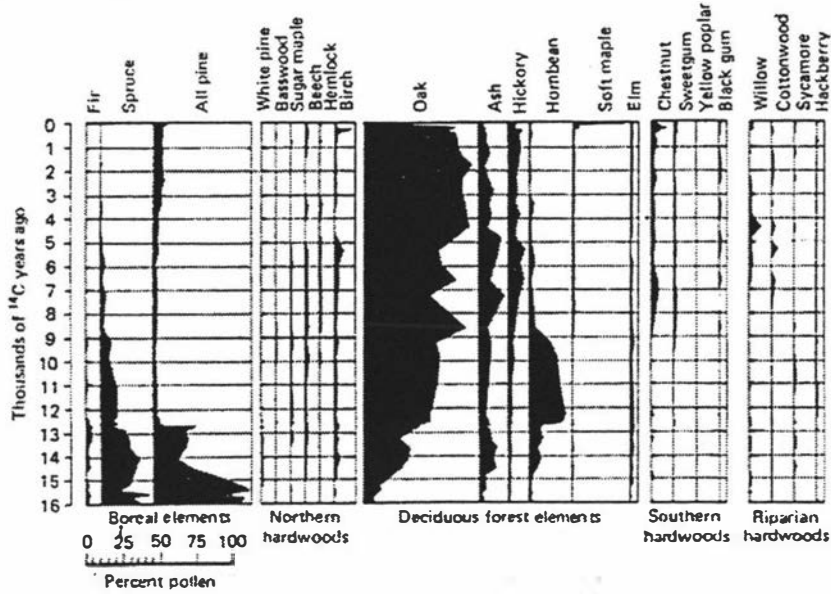 Fir
Spruce
All pine
White pine
Basswood
Sugar maple
Beech
Hemlock
Birch
Oak
Ash
Hickory
Hornbean
Soft maple
Elm
Chestnut
Sweetgum
Yellow poplar
Black gum
Willow
Cottonwood
Sycamore
Hackberry
Thousands of ¹⁴C years ago
0
1
2
3
4
5
6
7
8
9
10
11
12
13
14
15
16
Boreal elements
Northern
hardwoods
Deciduous forest elements
Southern
hardwoods
Riparian
hardwoods
0 25 50 75 100
Percent pollen